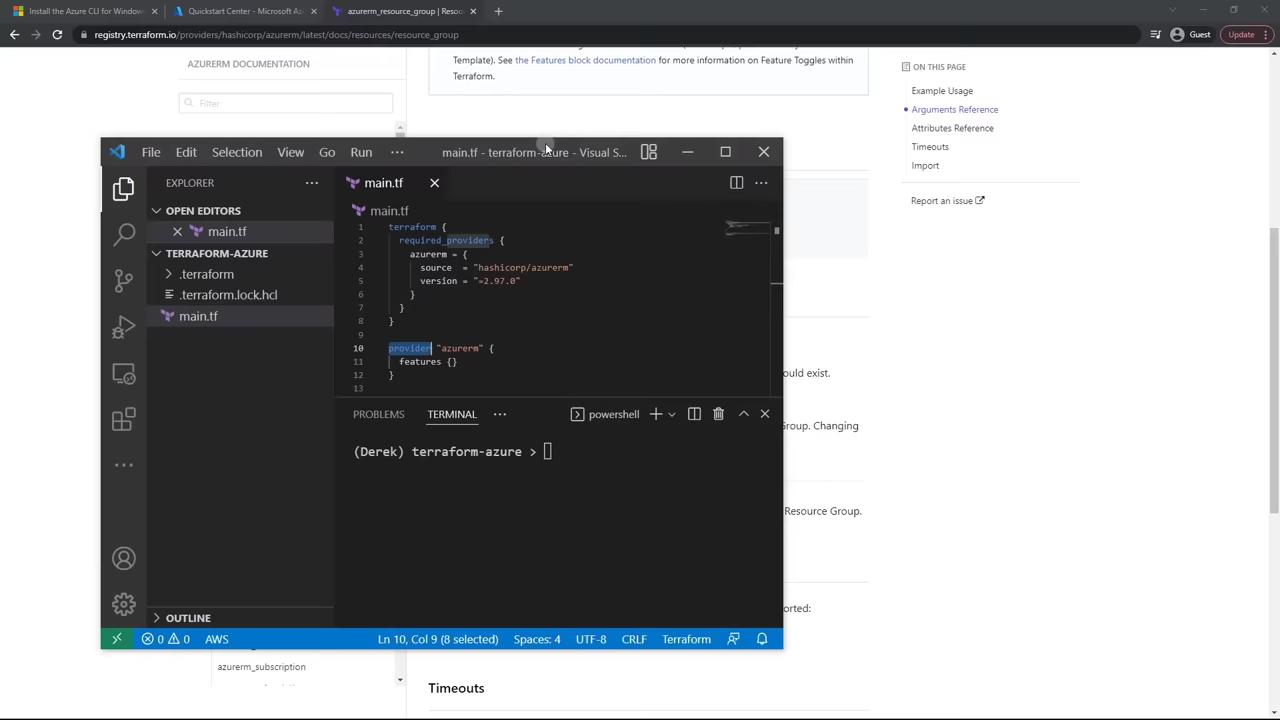 Install the Azure CLI for Window
Quickstart Center - Microsoft Az
azurerm_resource_group | Resou
registry.terraform.io/providers/hashicorp/azurerm/latest/docs/resources/resource_group
Guest
Update
AZURERM DOCUMENTATION
Filter
Template). See the Features block documentation for more information on Feature Toggles within
Terraform.
ON THIS PAGE
Example Usage
Arguments Reference
Attributes Reference
Timeouts
Import
Report an issue
File Edit Selection View Go Run ··· main.tf - terraform-azure - Visual S...
EXPLORER
OPEN EDITORS
main.tf
TERRAFORM-AZURE
.terraform
.terraform.lock.hcl
main.tf
main.tf
main.tf
1 terraform {
2 required_providers {
3 azurerm = {
4 source = "hashicorp/azurerm"
5 version = "=2.97.0"
6 }
7 }
8 }
9
10 provider "azurerm" {
11 features {}
12 }
13
PROBLEMS TERMINAL ··· powershell
(Derek) terraform-azure >
OUTLINE
0 0 AWS Ln 10, Col 9 (8 selected) Spaces: 4 UTF-8 CRLF Terraform
ould exist.
Group. Changing
Resource Group.
orted:
azurerm_subscription
Timeouts